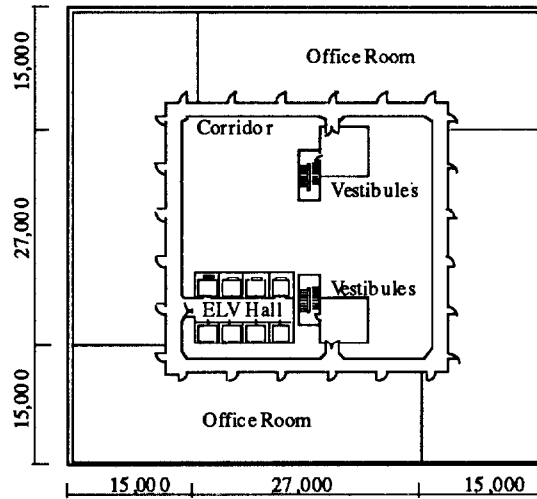 15,000
Office Room
Corridor
Vestibules
27,000
Vestibules
ELV Hall
15,000
Office Room
15,000
27,000
15,000